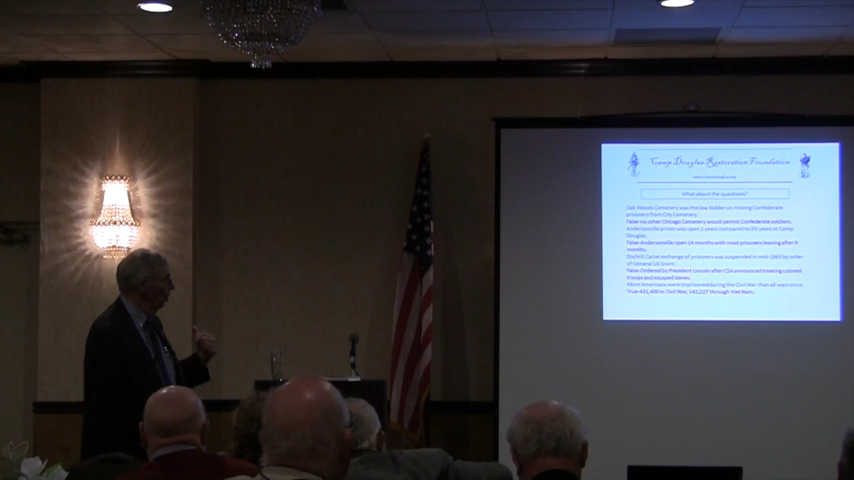 Camp Douglas Restoration Foundation
www.campdouglas.org
What about the questions?
Oak Woods Cemetery was the low bidder on moving Confederate
prisoners from City Cemetery.
False-no other Chicago Cemetery would permit Confederate soldiers.
Andersonville prison was open 2 years compared to 3½ years at Camp
Douglas.
False-Andersonville open 14 months with most prisoners leaving after 9
months.
Dix/Hill Cartel exchange of prisoners was suspended in mid-1863 by order
of General US Grant.
False-Ordered by President Lincoln after CSA announced treating colored
troops and escaped slaves.
More Americans were imprisoned during the Civil War than all wars since.
True-431,400 in Civil War, 142,227 through Viet Nam.